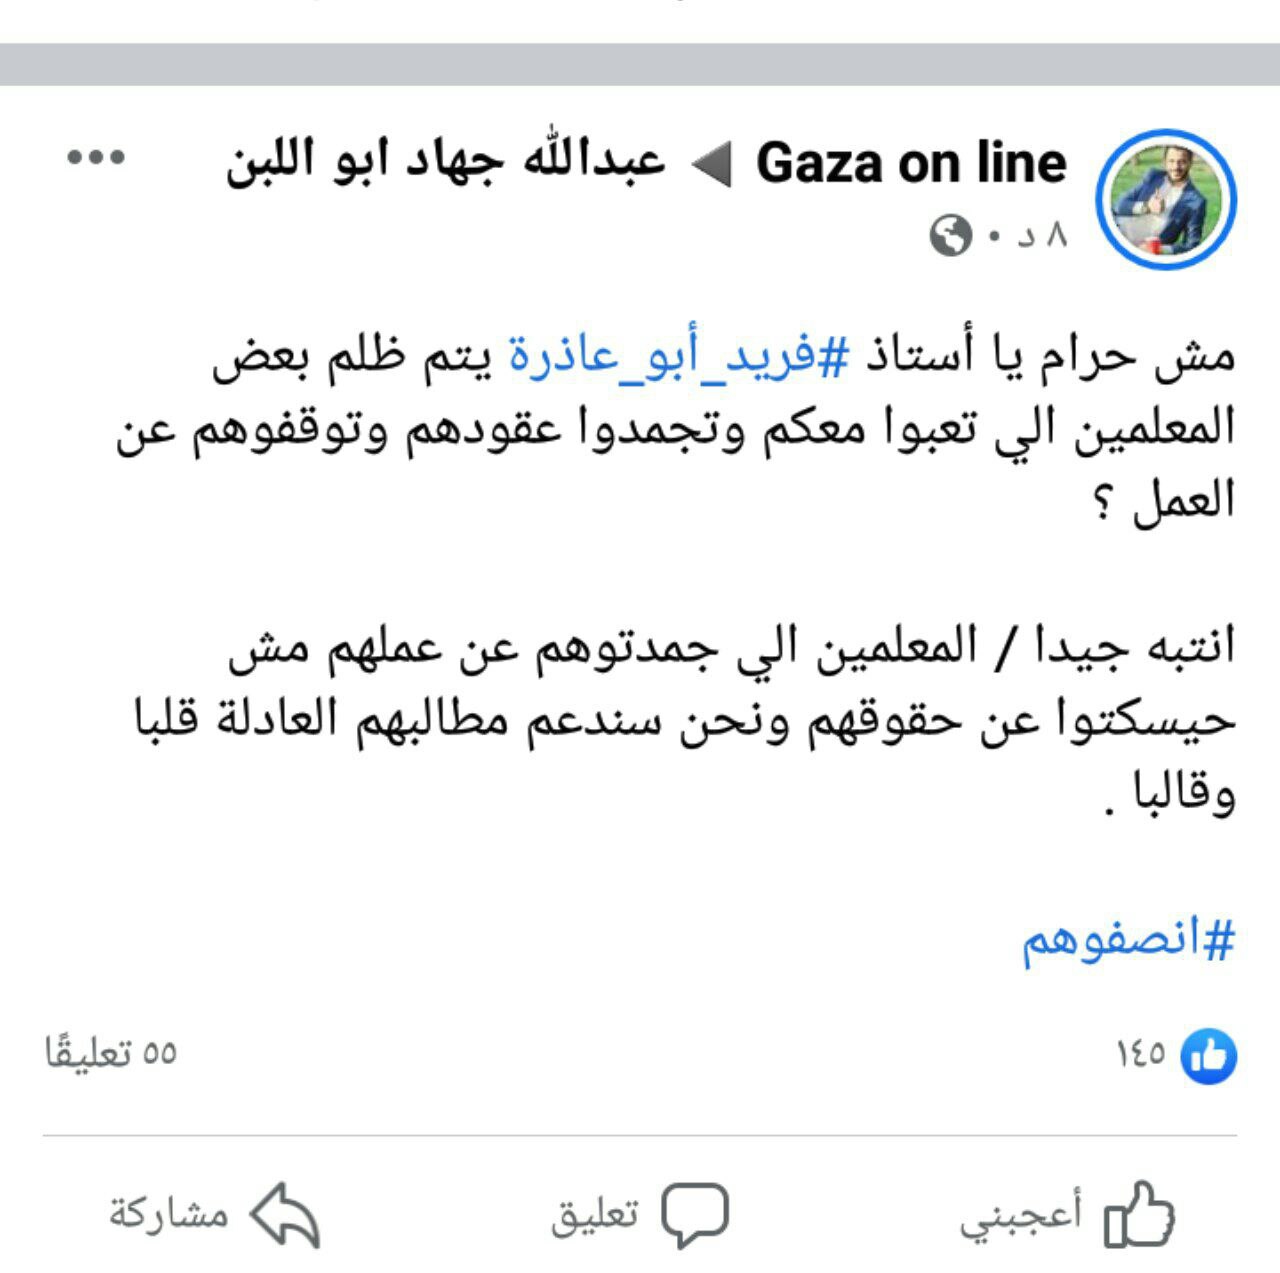 عبدالله جهاد ابو اللبن ◀ Gaza on line
٨ د •
مش حرام يا أستاذ #فريد_أبو_عاذرة يتم ظلم بعض
المعلمين الي تعبوا معكم وتجمدوا عقودهم وتوقفوهم عن
العمل ؟
انتبه جيدا / المعلمين الي جمدتوهم عن عملهم مش
حيسكتوا عن حقوقهم ونحن سندعم مطالبهم العادلة قلبا
وقالبا .
#انصفوهم
١٤٥
٥٥ تعليقًا
أعجبني
تعليق
مشاركة